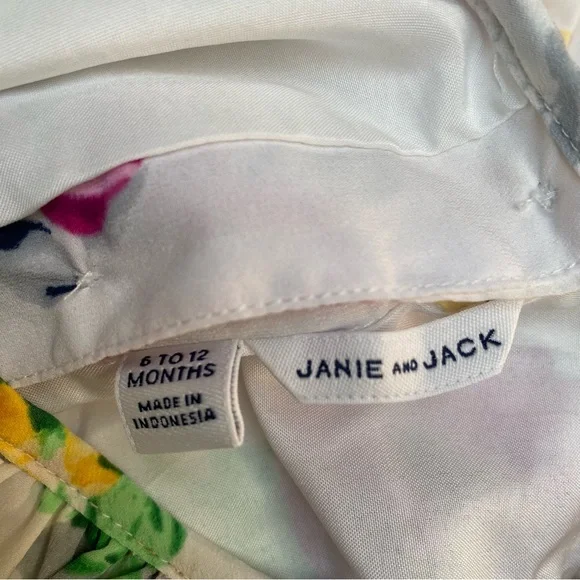 6 TO 12
MONTHS
MADE IN
INDONESIA
JANIE AND JACK